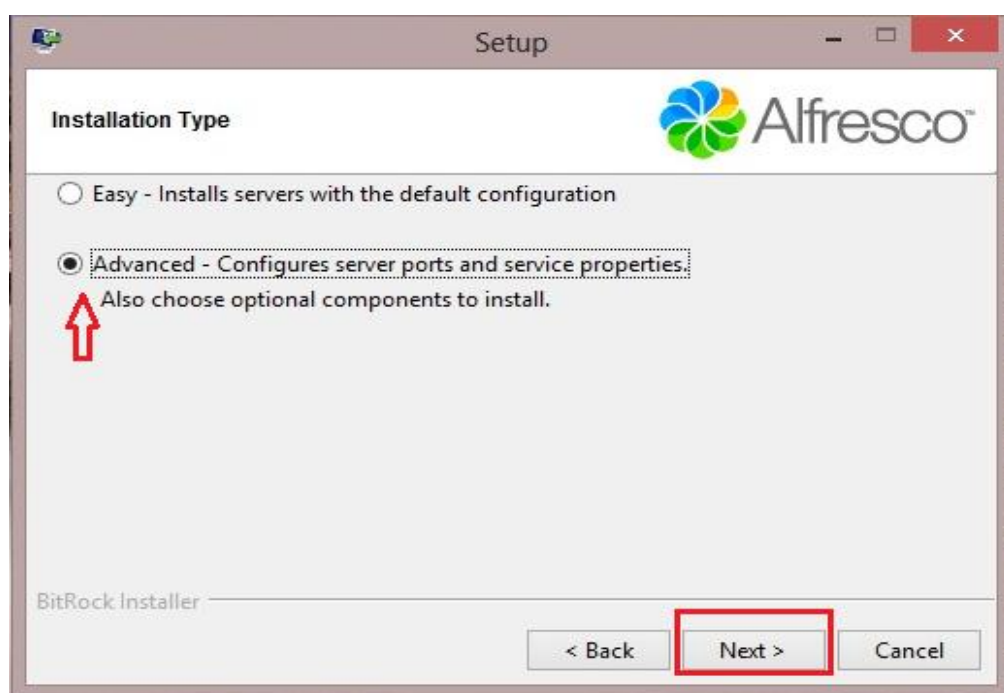 Setup
Installation Type
Alfresco™
Easy - Installs servers with the default configuration
Advanced - Configures server ports and service properties.
Also choose optional components to install.
BitRock Installer
< Back Next > Cancel